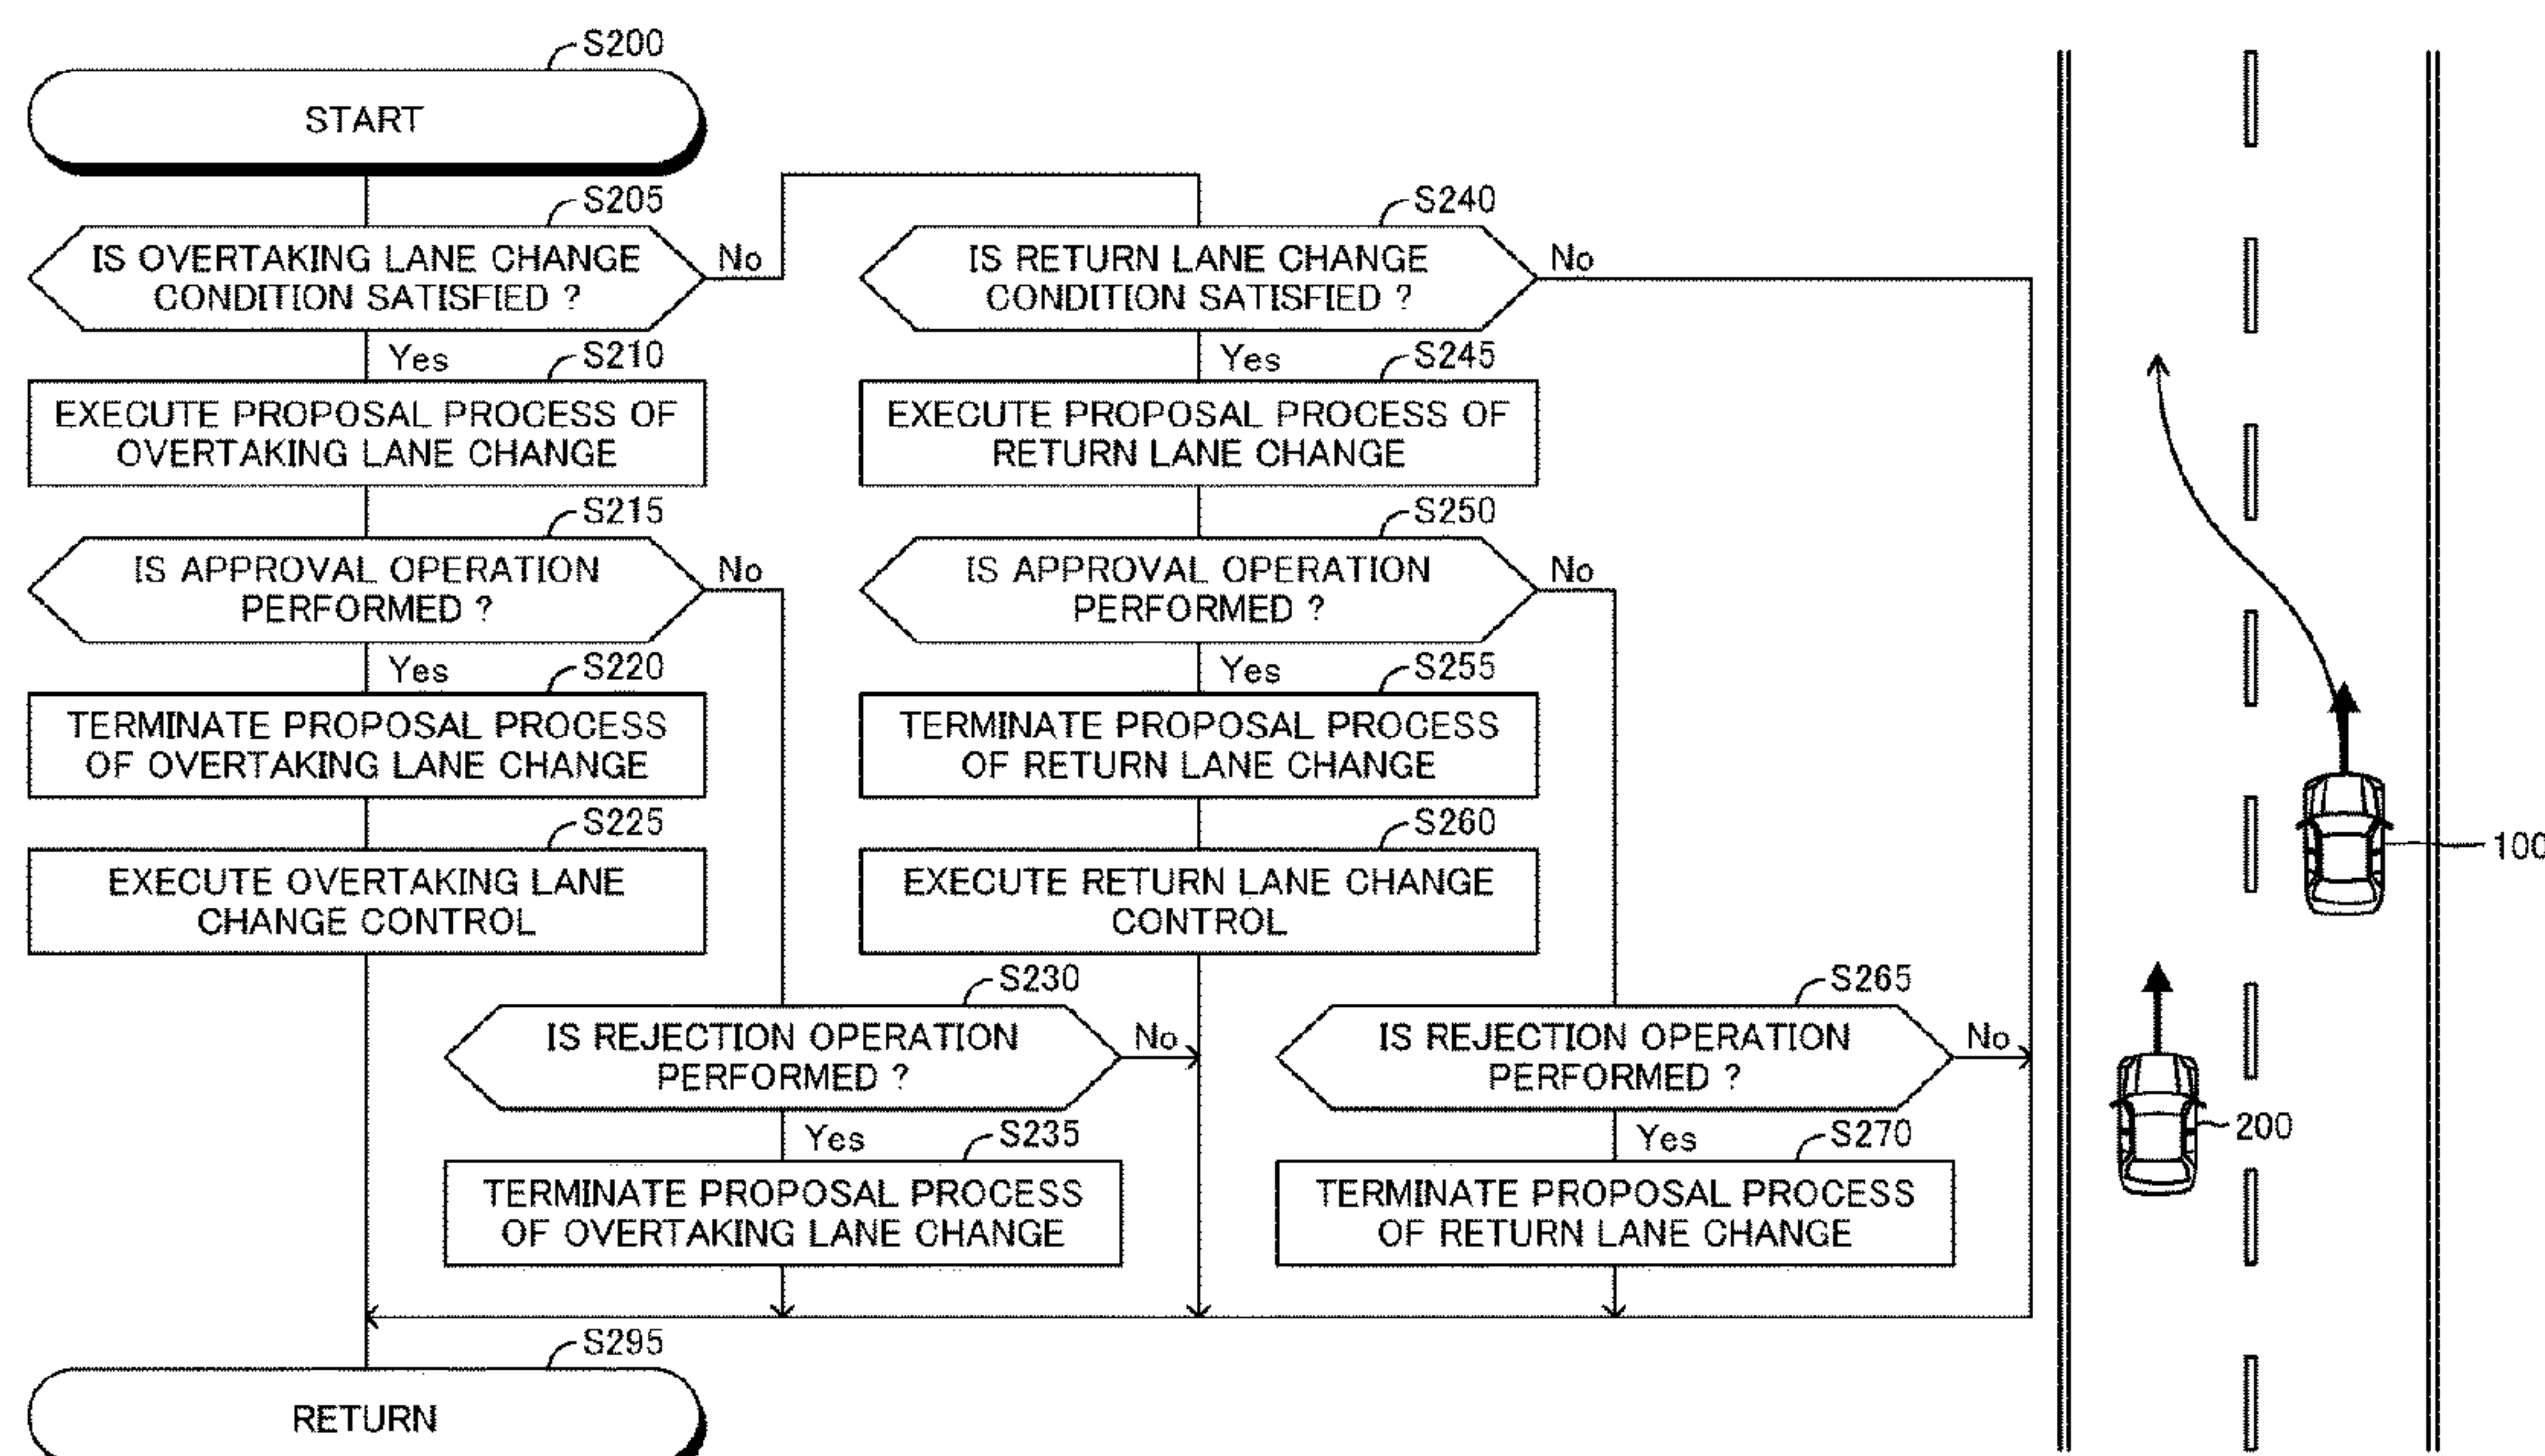 S200
START
S205
IS OVERTAKING LANE CHANGE
CONDITION SATISFIED ?
No
Yes
S210
EXECUTE PROPOSAL PROCESS OF
OVERTAKING LANE CHANGE
S215
IS APPROVAL OPERATION
PERFORMED ?
No
Yes
S220
TERMINATE PROPOSAL PROCESS
OF OVERTAKING LANE CHANGE
S225
EXECUTE OVERTAKING LANE
CHANGE CONTROL
S230
IS REJECTION OPERATION
PERFORMED ?
No
Yes
S235
TERMINATE PROPOSAL PROCESS
OF OVERTAKING LANE CHANGE
S240
IS RETURN LANE CHANGE
CONDITION SATISFIED ?
No
Yes
S245
EXECUTE PROPOSAL PROCESS OF
RETURN LANE CHANGE
S250
IS APPROVAL OPERATION
PERFORMED ?
No
Yes
S255
TERMINATE PROPOSAL PROCESS
OF RETURN LANE CHANGE
S260
EXECUTE RETURN LANE CHANGE
CONTROL
S265
IS REJECTION OPERATION
PERFORMED ?
No
Yes
S270
TERMINATE PROPOSAL PROCESS
OF RETURN LANE CHANGE
S295
RETURN
100
200